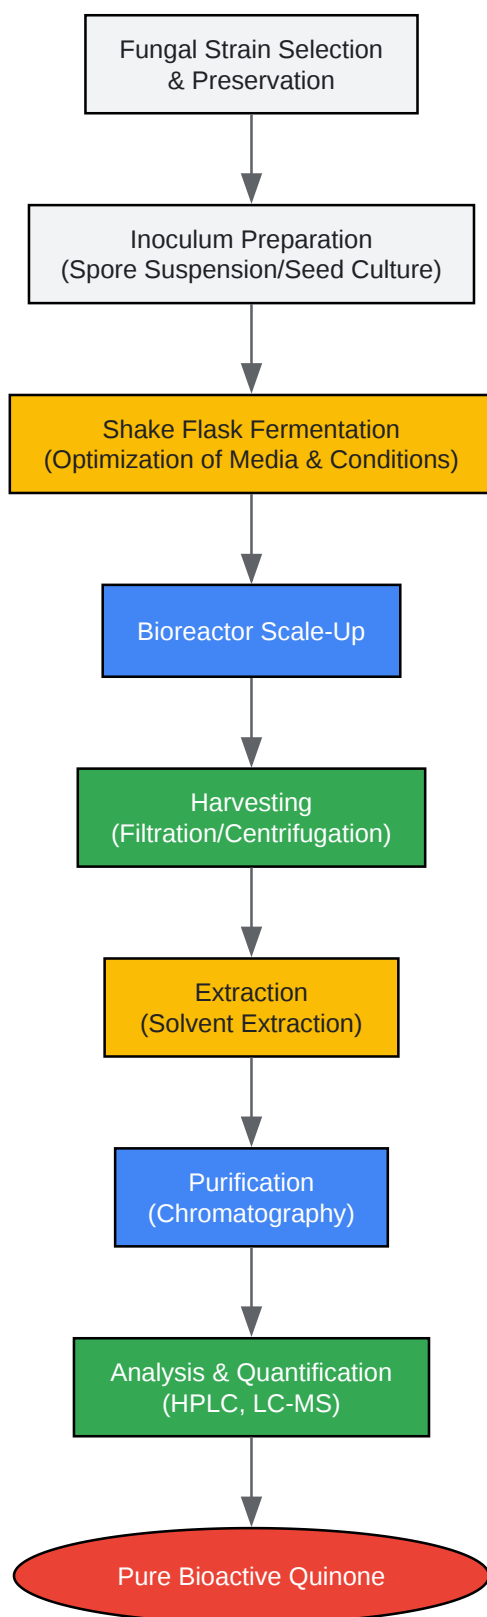 Fungal Strain Selection
& Preservation
Inoculum Preparation
(Spore Suspension/Seed Culture)
Shake Flask Fermentation
(Optimization of Media & Conditions)
Bioreactor Scale-Up
Harvesting
(Filtration/Centrifugation)
Extraction
(Solvent Extraction)
Purification
(Chromatography)
Analysis & Quantification
(HPLC, LC-MS)
Pure Bioactive Quinone